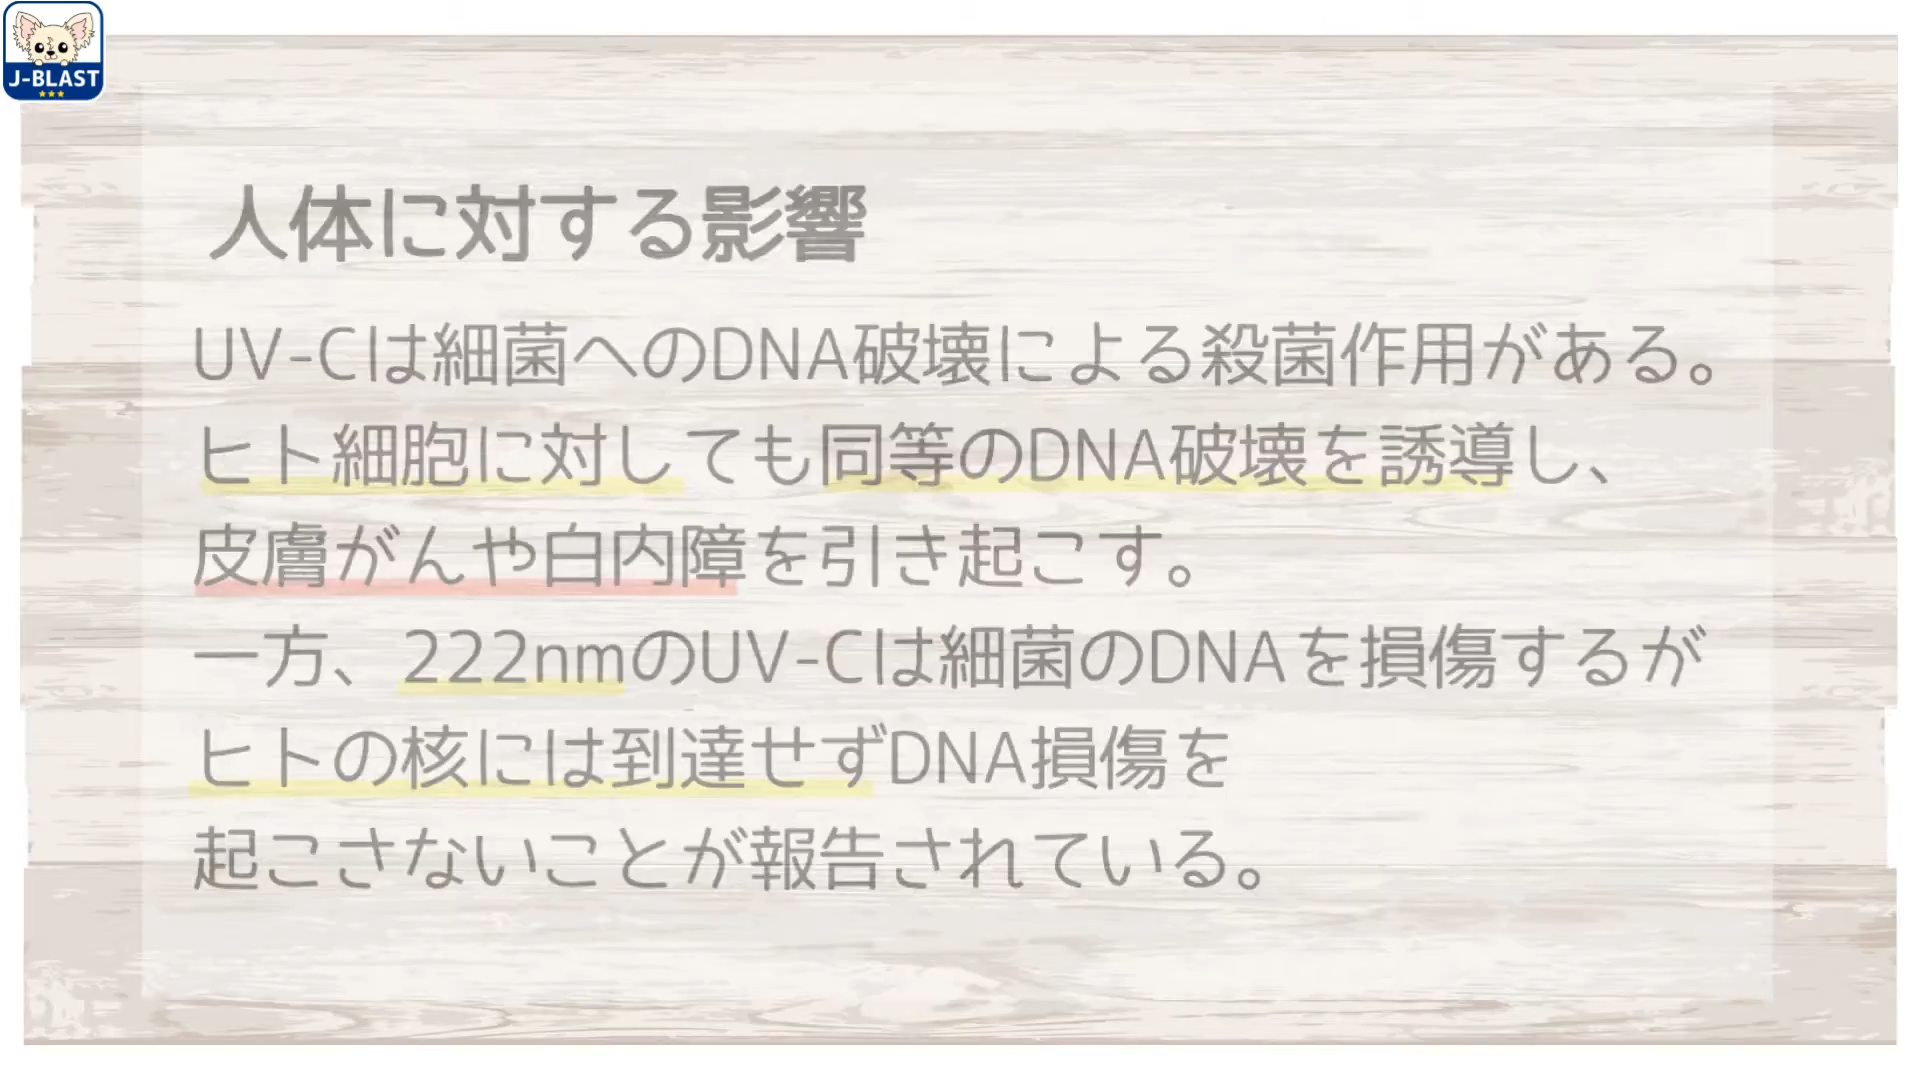 J-BLAST
人体に対する影響
UV-Cは細菌へのDNA破壊による殺菌作用がある。
ヒト細胞に対しても同等のDNA破壊を誘導し、
皮膚がんや白内障を引き起こす。
一方、222nmのUV-Cは細菌のDNAを損傷するが
ヒトの核には到達せずDNA損傷を
起こさないことが報告されている。